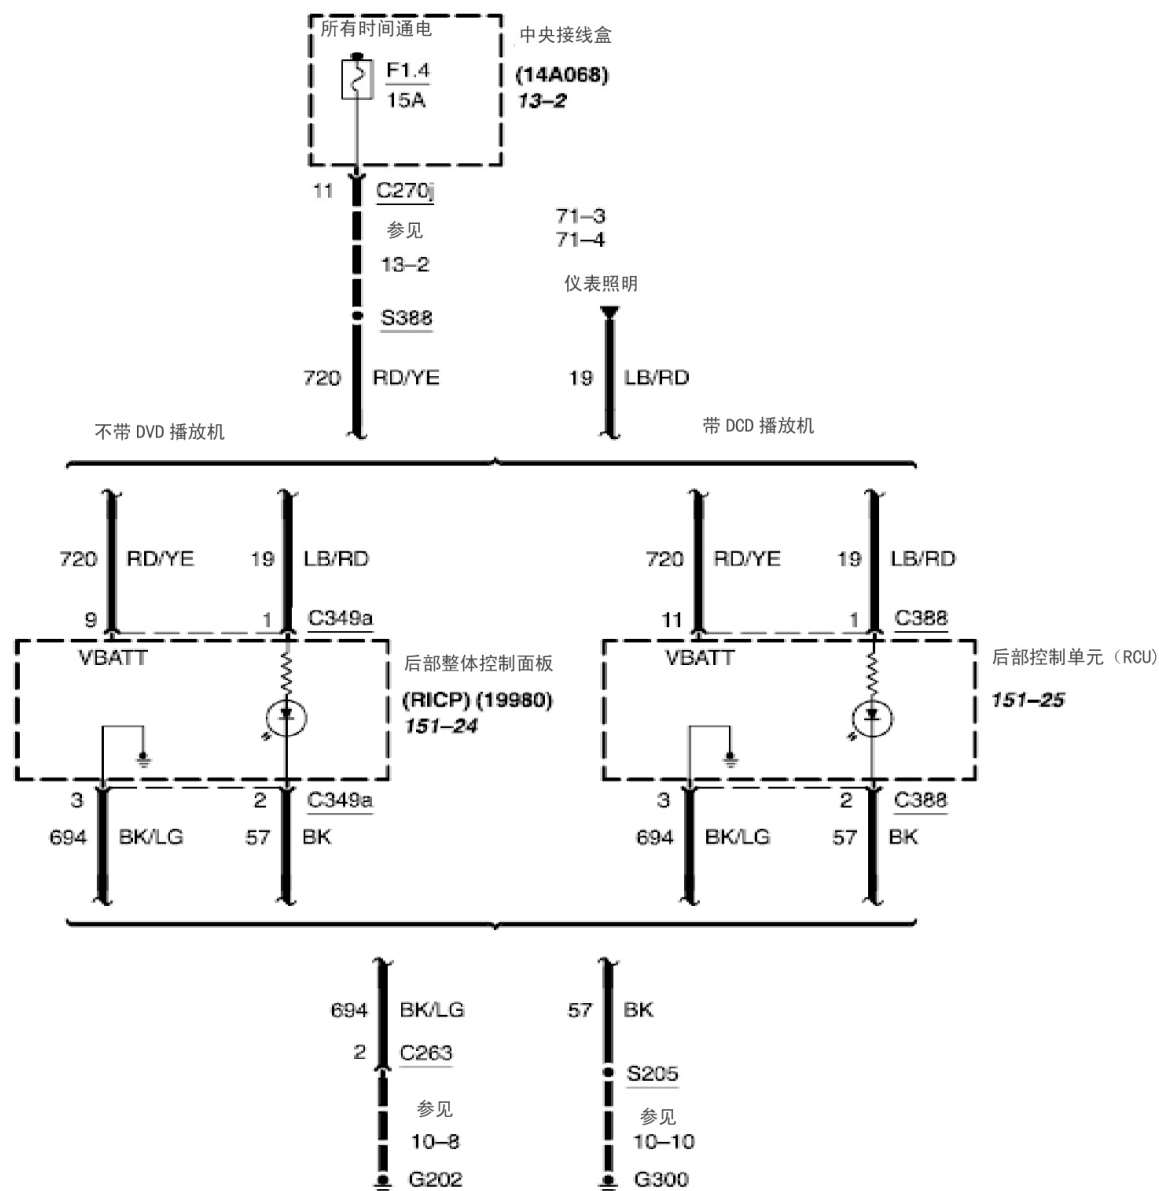 所有时间通电
中央接线盒
F1.4
15A
(14A068)
13–2
11 C270j
参见
13–2
S388
71–3
71–4
仪表照明
720 RD/YE
19 LB/RD
不带 DVD 播放机
带 DCD 播放机
720 RD/YE 19 LB/RD
720 RD/YE 19 LB/RD
9 1 C349a
11 1 C388
VBATT
后部整体控制面板
(RICP) (19980)
151–24
VBATT
后部控制单元（RCU）
151–25
3 2 C349a
3 2 C388
694 BK/LG 57 BK
694 BK/LG 57 BK
694 BK/LG
57 BK
2 C263
S205
参见
10–8
参见
10–10
G202
G300